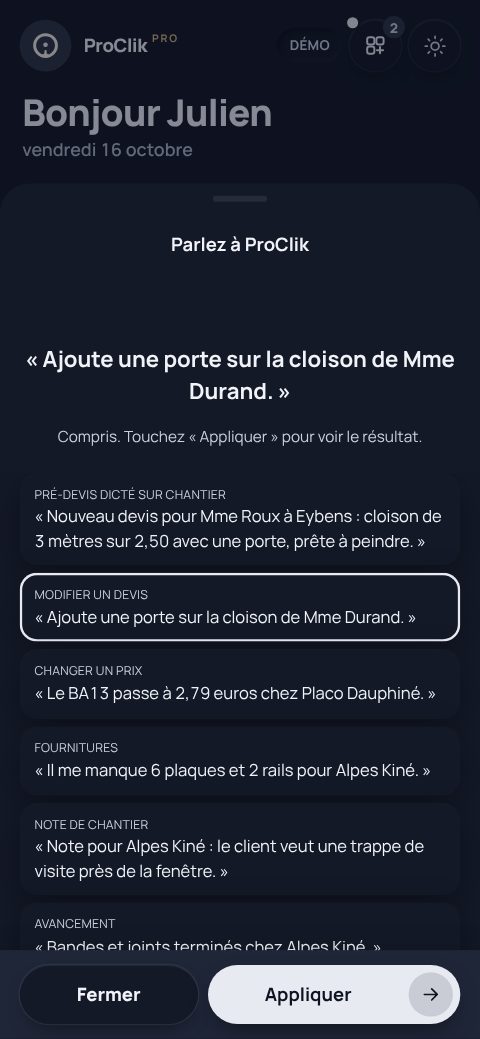 ProClik PRO
DÉMO
2
Bonjour Julien
vendredi 16 octobre
Parlez à ProClik
« Ajoute une porte sur la cloison de Mme
Durand. »
Compris. Touchez « Appliquer » pour voir le résultat.
PRÉ-DEVIS DICTÉ SUR CHANTIER
« Nouveau devis pour Mme Roux à Eybens : cloison de
3 mètres sur 2,50 avec une porte, prête à peindre. »
MODIFIER UN DEVIS
« Ajoute une porte sur la cloison de Mme Durand. »
CHANGER UN PRIX
« Le BA13 passe à 2,79 euros chez Placo Dauphiné. »
FOURNITURES
« Il me manque 6 plaques et 2 rails pour Alpes Kiné. »
NOTE DE CHANTIER
« Note pour Alpes Kiné : le client veut une trappe de
visite près de la fenêtre. »
AVANCEMENT
« Bandes et joints terminés chez Alpes Kiné. »
Fermer
Appliquer